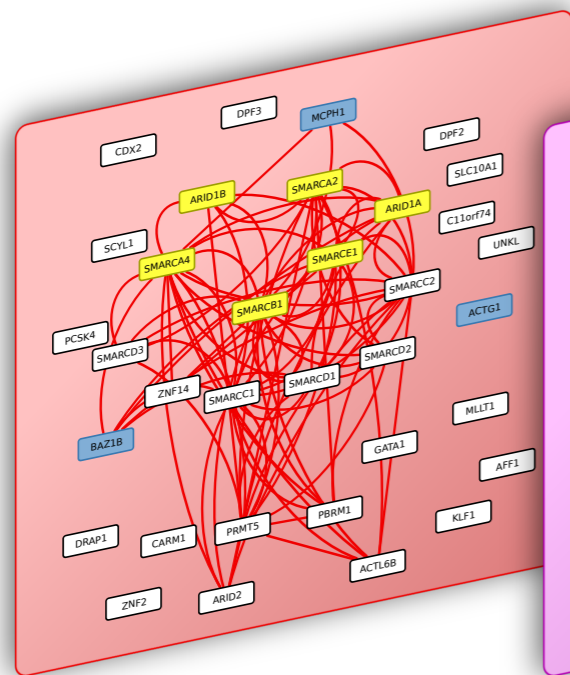 DPF3
MCPH1
CDX2
DPF2
SLC10A1
ARID1B
SMARCA2
ARID1A
C11orf74
SCYL1
UNKL
SMARCA4
SMARCE1
SMARCC2
SMARCB1
ACTG1
PCSK4
SMARCD3
SMARCD2
ZNF14
SMARCC1
SMARCD1
MLLT1
BAZ1B
GATA1
AFF1
PBRM1
KLF1
DRAP1
CARM1
PRMT5
ACTL6B
ZNF2
ARID2